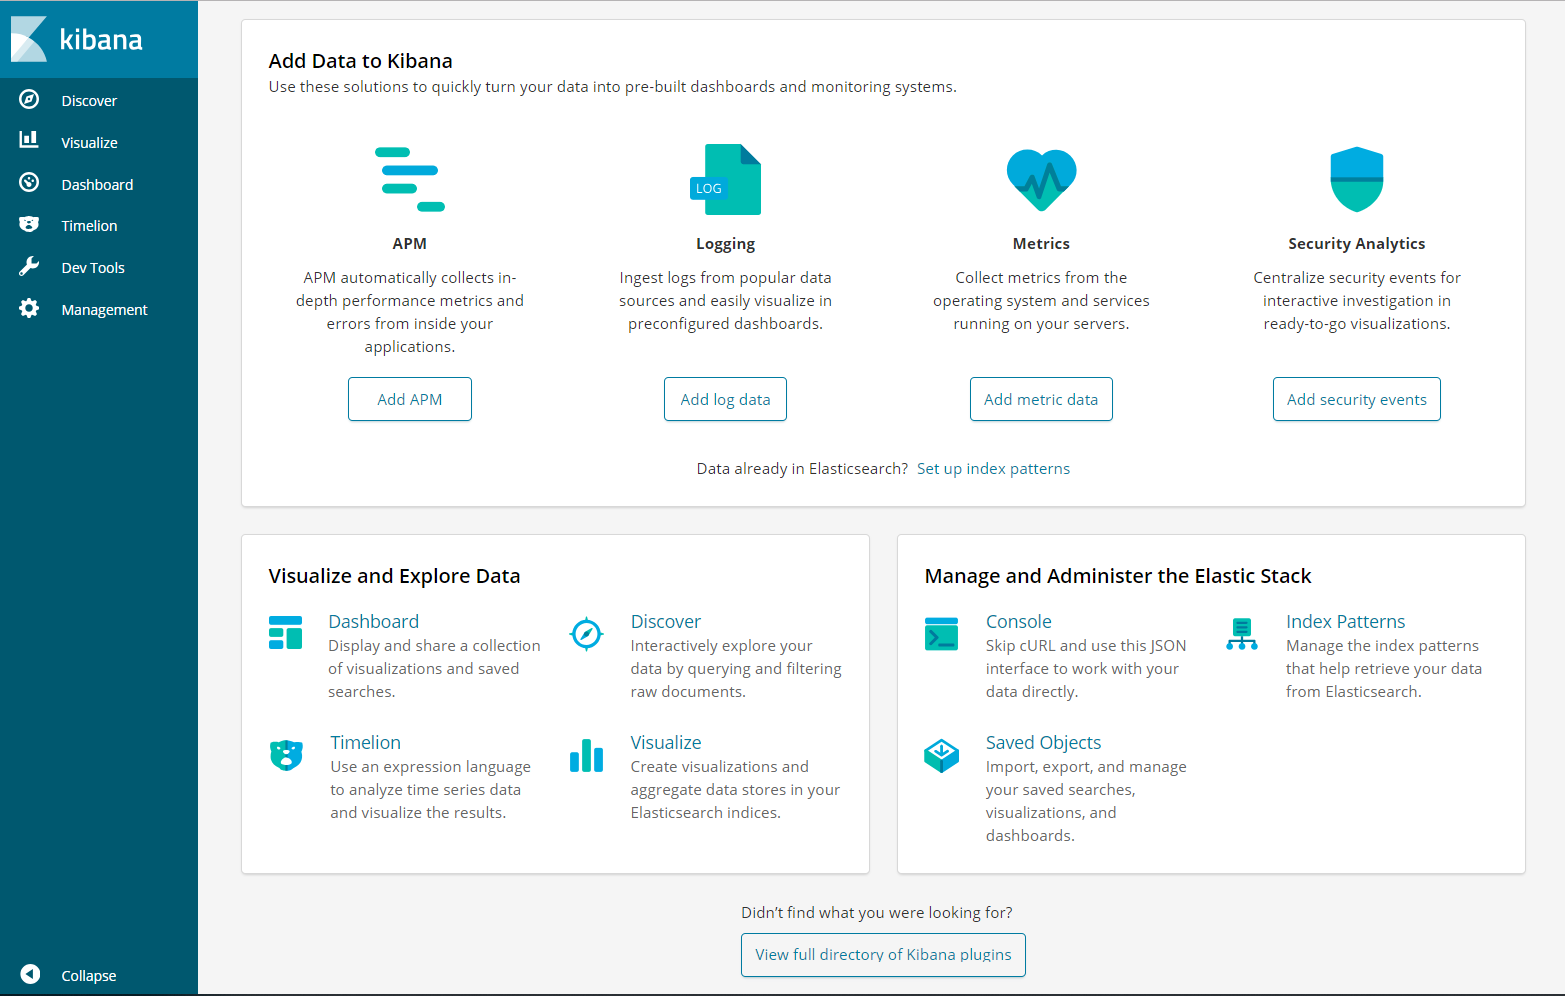 kibana
Discover
Visualize
Dashboard
Timelion
Dev Tools
Management
Collapse
Add Data to Kibana
Use these solutions to quickly turn your data into pre-built dashboards and monitoring systems.
APM
APM automatically collects in-
depth performance metrics and
errors from inside your
applications.
Add APM
LOG
Logging
Ingest logs from popular data
sources and easily visualize in
preconfigured dashboards.
Add log data
Metrics
Collect metrics from the
operating system and services
running on your servers.
Add metric data
Security Analytics
Centralize security events for
interactive investigation in
ready-to-go visualizations.
Add security events
Data already in Elasticsearch? Set up index patterns
Visualize and Explore Data
Dashboard
Display and share a collection
of visualizations and saved
searches.
Discover
Interactively explore your
data by querying and filtering
raw documents.
Timelion
Use an expression language
to analyze time series data
and visualize the results.
Visualize
Create visualizations and
aggregate data stores in your
Elasticsearch indices.
Manage and Administer the Elastic Stack
Console
Skip cURL and use this JSON
interface to work with your
data directly.
Index Patterns
Manage the index patterns
that help retrieve your data
from Elasticsearch.
Saved Objects
Import, export, and manage
your saved searches,
visualizations, and
dashboards.
Didn’t find what you were looking for?
View full directory of Kibana plugins